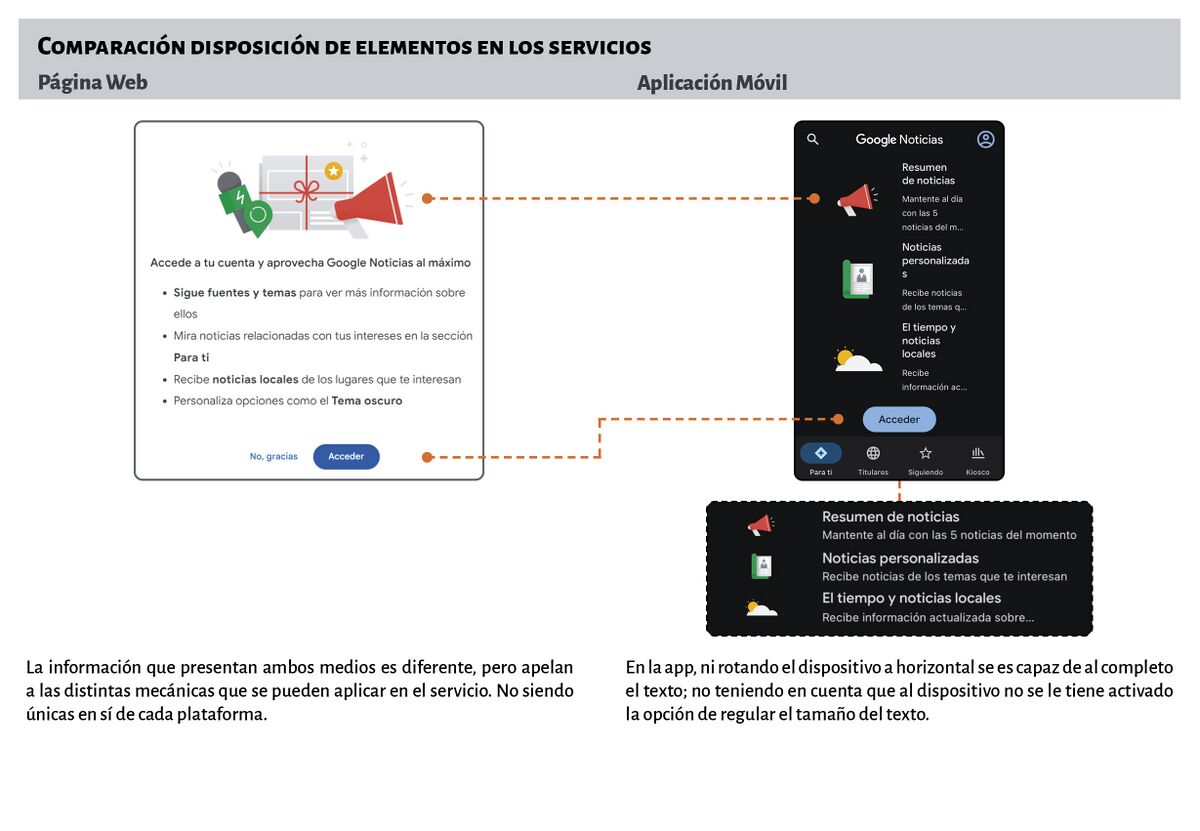 Comparación disposición de elementos en los servicios
Página Web
Aplicación Móvil
Accede a tu cuenta y aprovecha Google Noticias al máximo
• Sigue fuentes y temas para ver más información sobre
ellos
• Mira noticias relacionadas con tus intereses en la sección
Para ti
• Recibe noticias locales de los lugares que te interesan
• Personaliza opciones como el Tema oscuro
No, gracias
Acceder
Google Noticias
Resumen
de noticias
Mantente al día
con las 5
noticias del m...
Noticias
personalizada
s
Recibe noticias
de los temas q...
El tiempo y
noticias
locales
Recibe
información ac...
Acceder
Para ti
Titulares
Siguiendo
Kiosco
Resumen de noticias
Mantente al día con las 5 noticias del momento
Noticias personalizadas
Recibe noticias de los temas que te interesan
El tiempo y noticias locales
Recibe información actualizada sobre...
La información que presentan ambos medios es diferente, pero apelan
a las distintas mecánicas que se pueden aplicar en el servicio. No siendo
únicas en sí de cada plataforma.
En la app, ni rotando el dispositivo a horizontal se es capaz de al completo
el texto; no teniendo en cuenta que al dispositivo no se le tiene activado
la opción de regular el tamaño del texto.